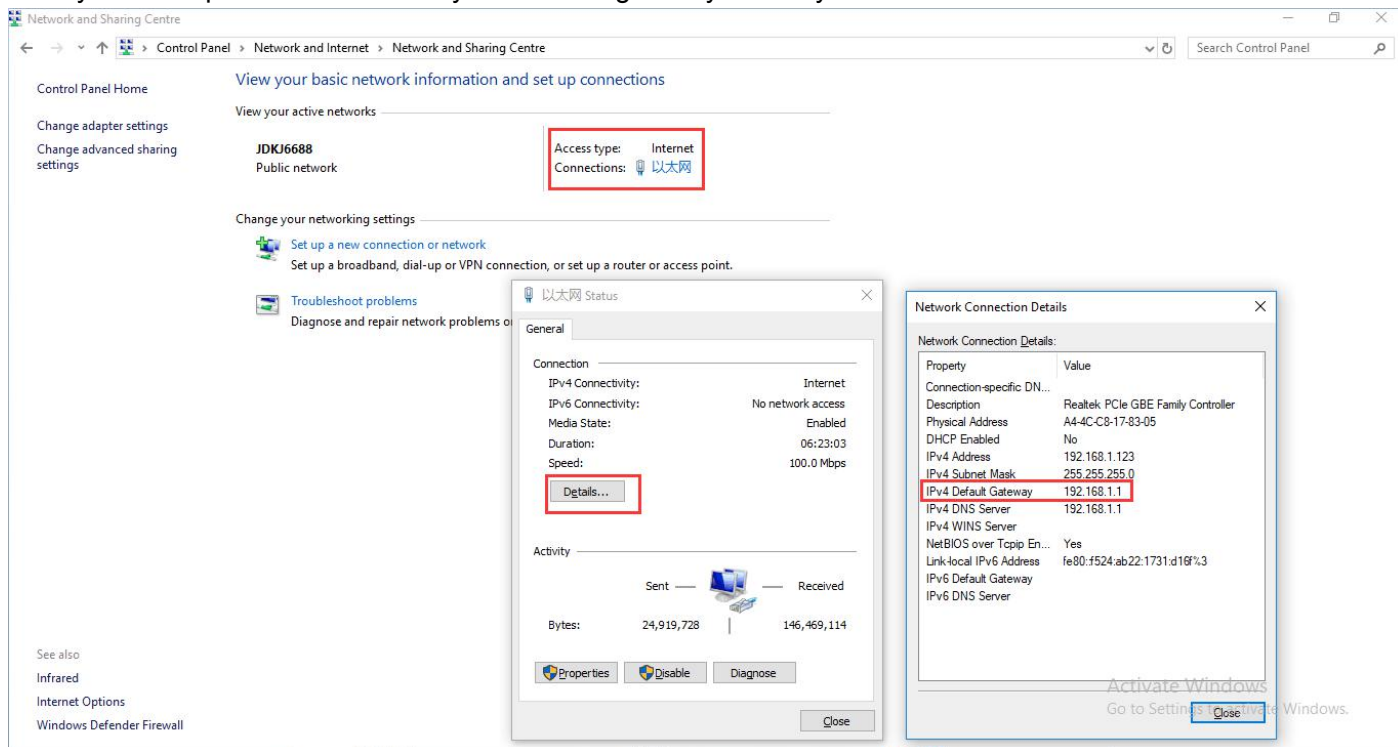 Network and Sharing Centre
Control Panel > Network and Internet > Network and Sharing Centre
Search Control Panel
Control Panel Home
Change adapter settings
Change advanced sharing
settings
View your basic network information and set up connections
View your active networks
JDKJ6688
Public network
Access type: Internet
Connections: 以太网
Change your networking settings
Set up a new connection or network
Set up a broadband, dial-up or VPN connection, or set up a router or access point.
Troubleshoot problems
Diagnose and repair network problems
以太网 Status
General
Connection
IPv4 Connectivity: Internet
IPv6 Connectivity: No network access
Media State: Enabled
Duration: 06:23:03
Speed: 100.0 Mbps
Details...
Activity
Sent — — Received
Bytes: 24,919,728 | 146,469,114
Properties Disable Diagnose
Close
Network Connection Details
Network Connection Details:
Property Value
Connection-specific DN...
Description Realtek PCIe GBE Family Controller
Physical Address A4-4C-C8-17-83-05
DHCP Enabled No
IPv4 Address 192.168.1.123
IPv4 Subnet Mask 255.255.255.0
IPv4 Default Gateway 192.168.1.1
IPv4 DNS Server 192.168.1.1
IPv4 WINS Server
NetBIOS over Tcpip En... Yes
Link-local IPv6 Address fe80::f524:ab22:1731:d16f%3
IPv6 Default Gateway
IPv6 DNS Server
Close
Activate Windows
Go to Settings to activate Windows.
See also
Infrared
Internet Options
Windows Defender Firewall